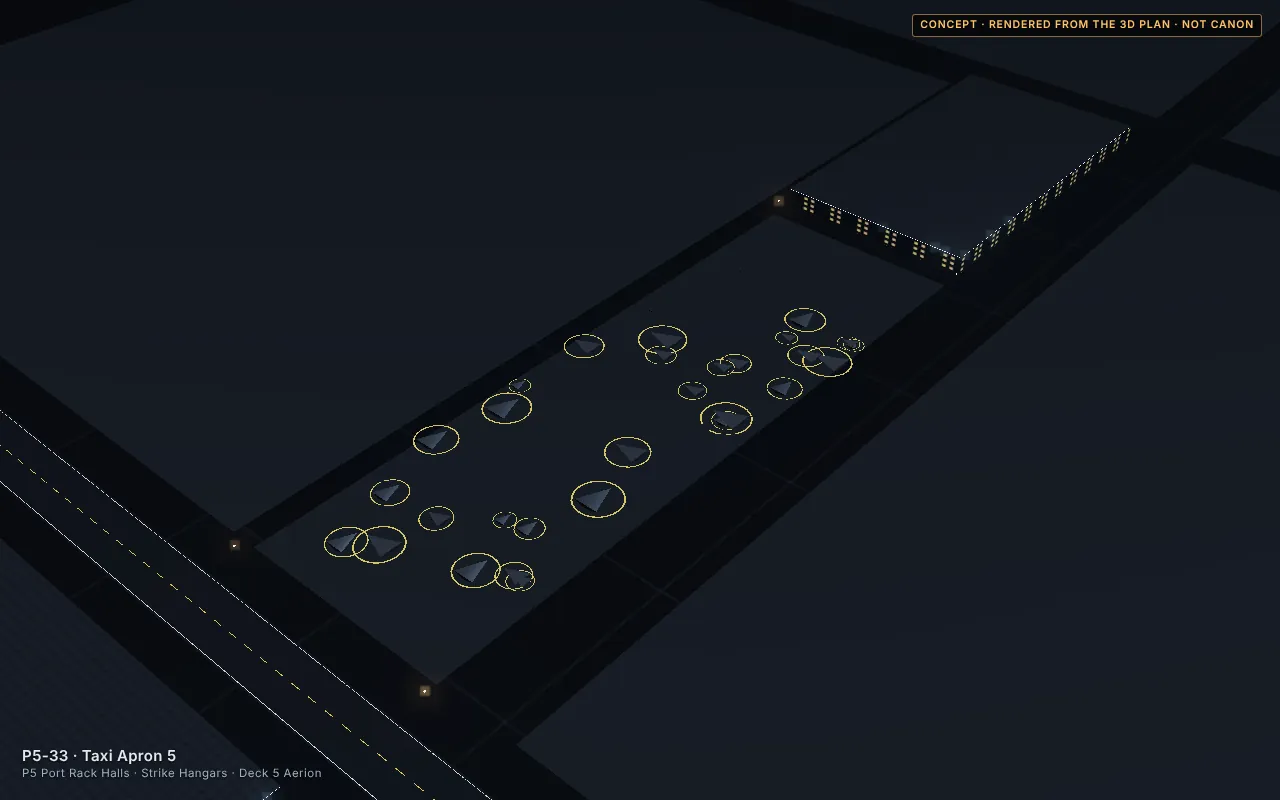 CONCEPT · RENDERED FROM THE 3D PLAN · NOT CANON
P5-33 · Taxi Apron 5
P5 Port Rack Halls · Strike Hangars · Deck 5 Aerion